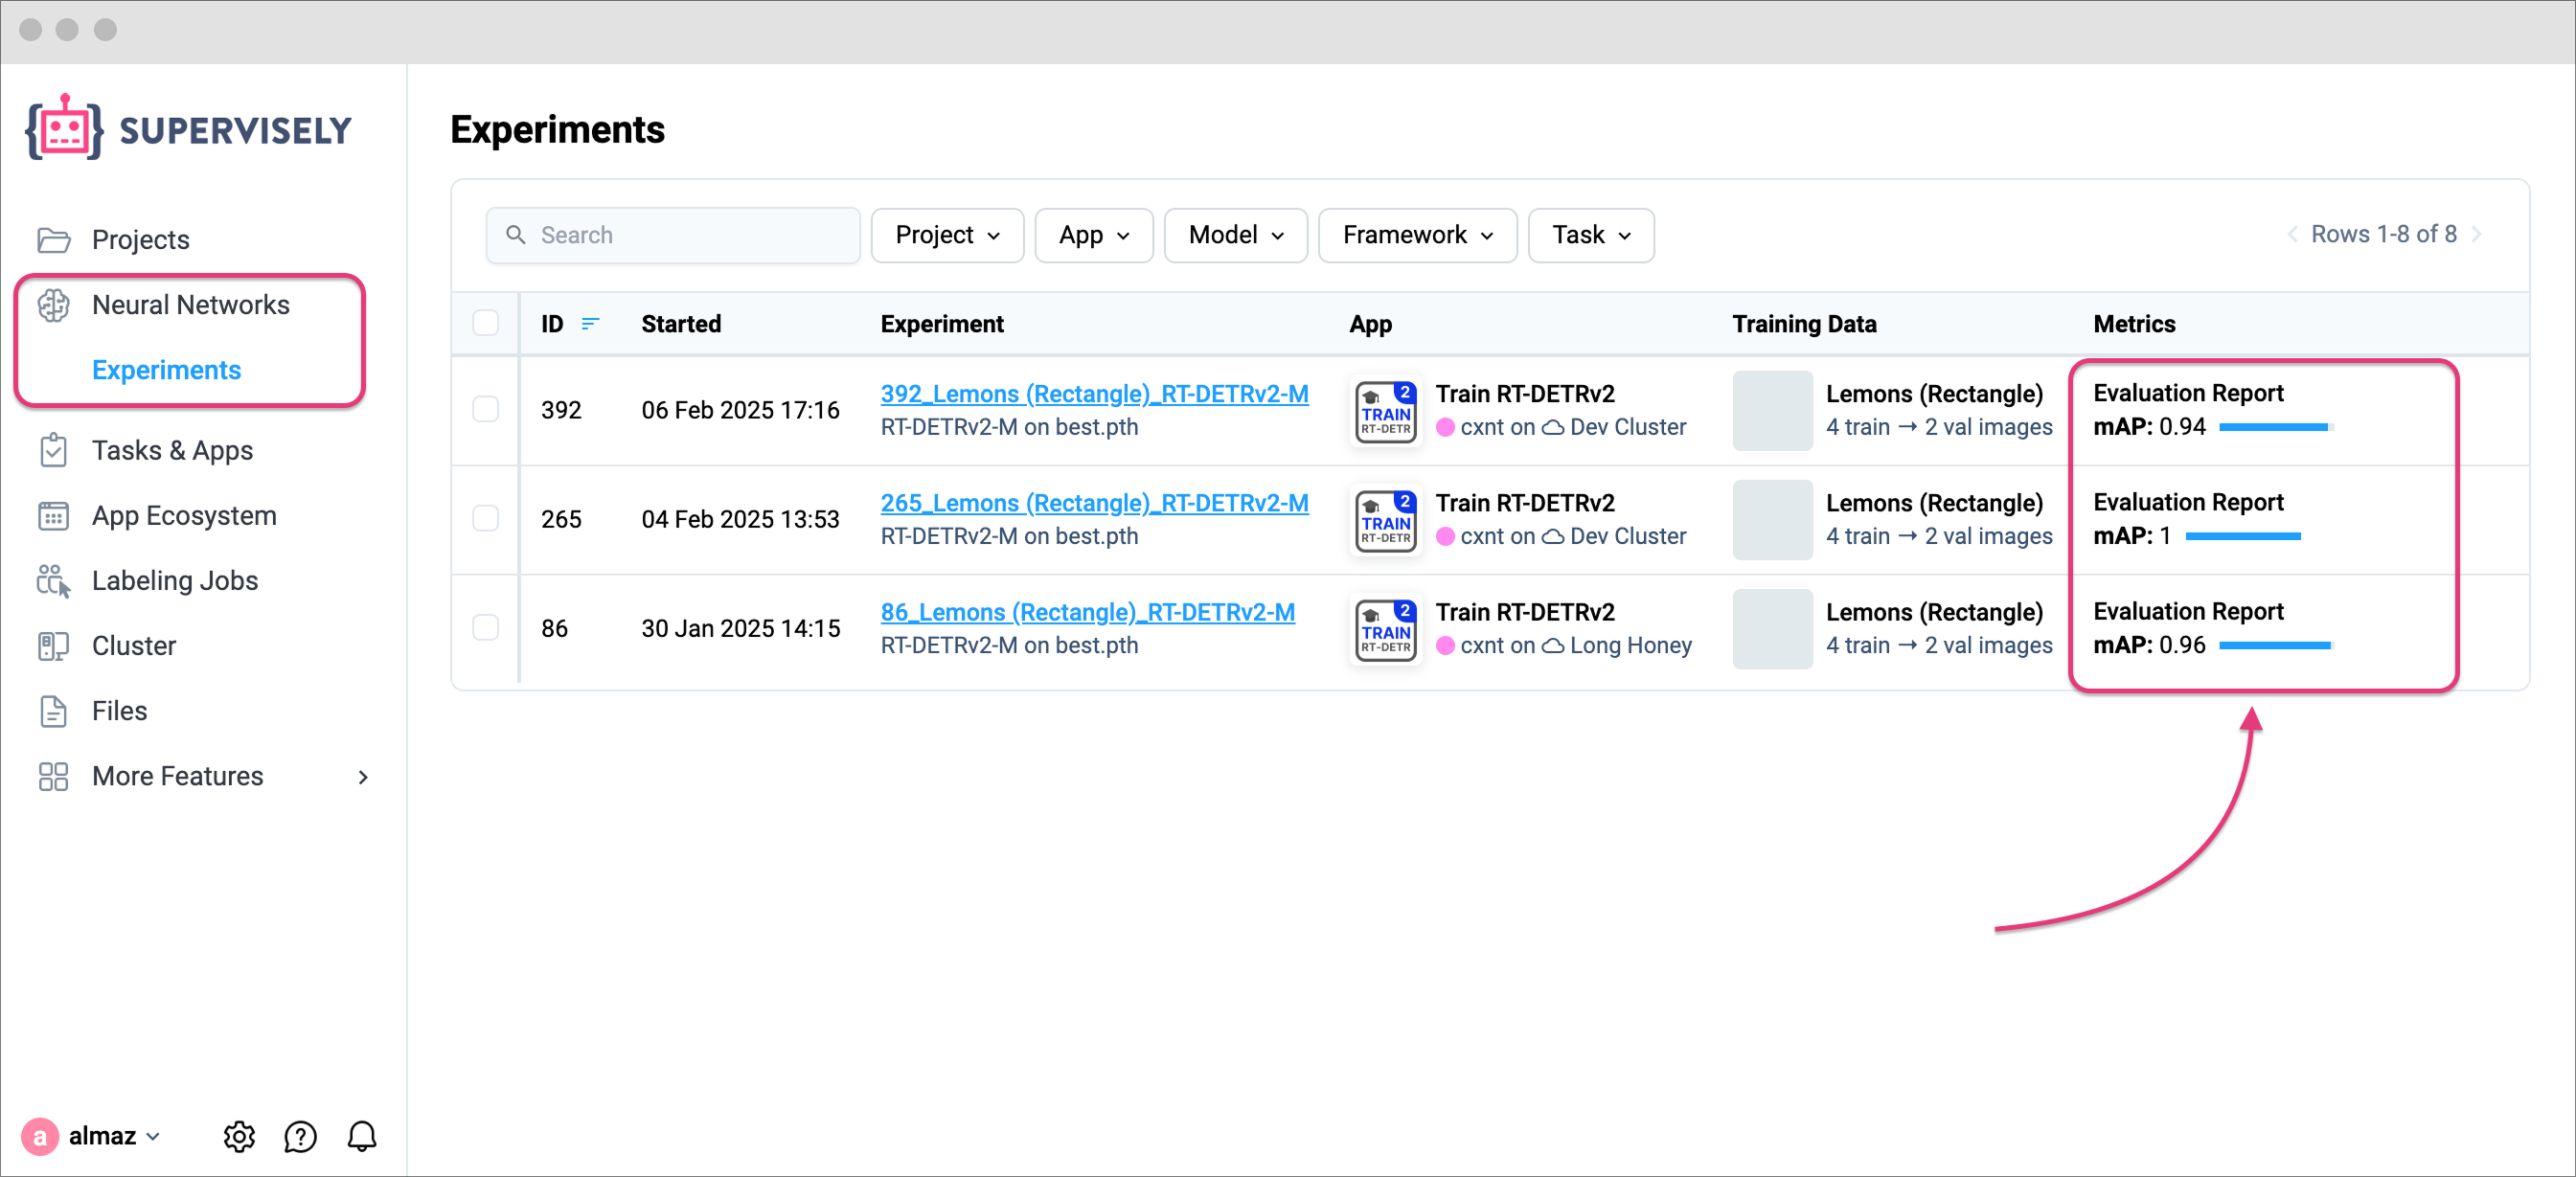 SUPERVISELY
Projects
Neural Networks
Experiments
Tasks & Apps
App Ecosystem
Labeling Jobs
Cluster
Files
More Features
a almaz
Experiments
Search Project App Model Framework Task Rows 1-8 of 8
ID Started Experiment App Training Data Metrics
392 06 Feb 2025 17:16
392_Lemons (Rectangle)_RT-DETRv2-M
RT-DETRv2-M on best.pth
2
TRAIN
RT-DETR
Train RT-DETRv2
cxnt on Dev Cluster
Lemons (Rectangle)
4 train → 2 val images
Evaluation Report
mAP: 0.94
265 04 Feb 2025 13:53
265_Lemons (Rectangle)_RT-DETRv2-M
RT-DETRv2-M on best.pth
2
TRAIN
RT-DETR
Train RT-DETRv2
cxnt on Dev Cluster
Lemons (Rectangle)
4 train → 2 val images
Evaluation Report
mAP: 1
86 30 Jan 2025 14:15
86_Lemons (Rectangle)_RT-DETRv2-M
RT-DETRv2-M on best.pth
2
TRAIN
RT-DETR
Train RT-DETRv2
cxnt on Long Honey
Lemons (Rectangle)
4 train → 2 val images
Evaluation Report
mAP: 0.96